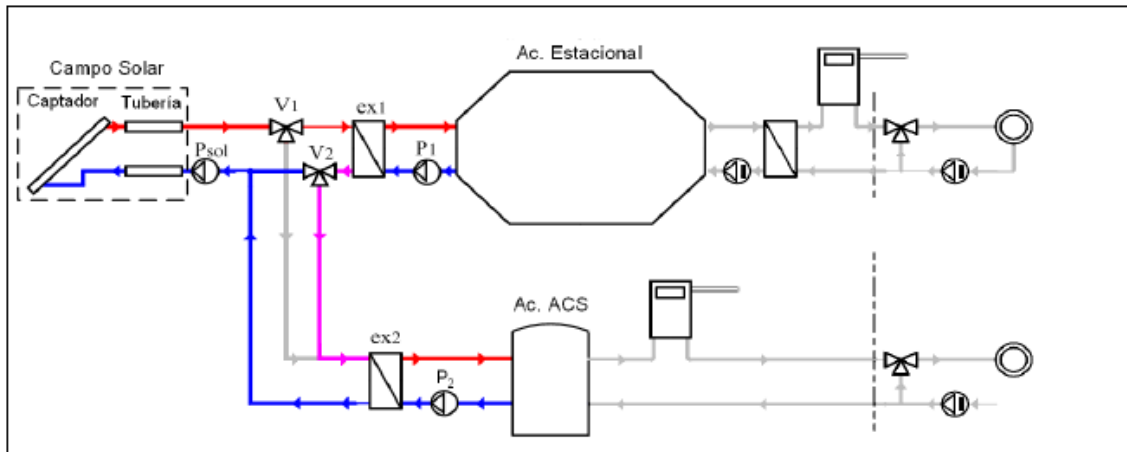 Ac. Estacional
Campo Solar
Captador
Tubería
V1
ex1
Psol
V2
P1
Ac. ACS
ex2
P2